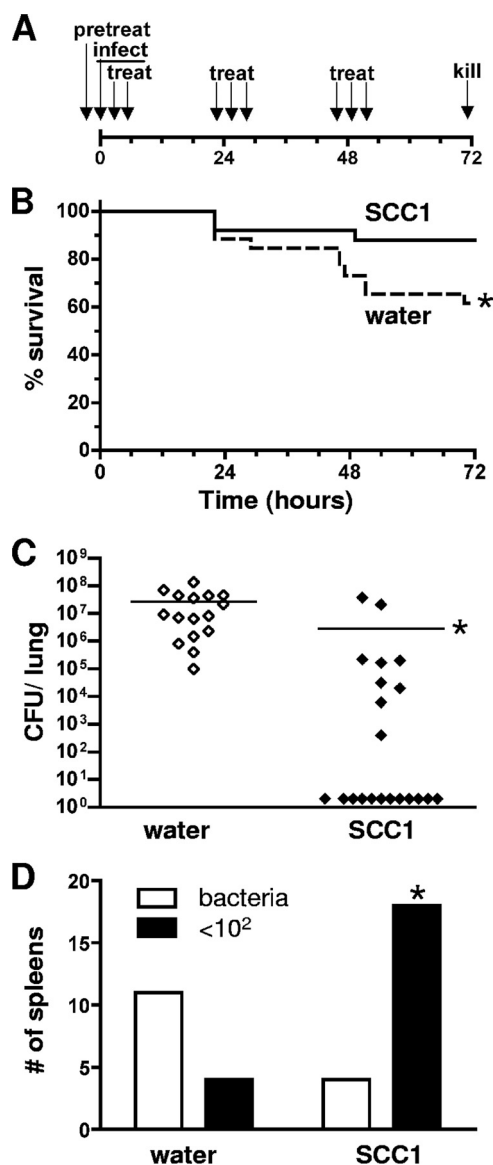 A
pretreat
infect
treat treat treat kill
0 24 48 72
B
100
80
60
40
20
0
% survival
SCC1
water
*
0 24 48 72
Time (hours)
C
10⁹
10⁸
10⁷
10⁶
10⁵
10⁴
10³
10²
10¹
10⁰
CFU/ lung
*
water SCC1
D
20
15
10
5
0
# of spleens
bacteria
<10²
*
water SCC1